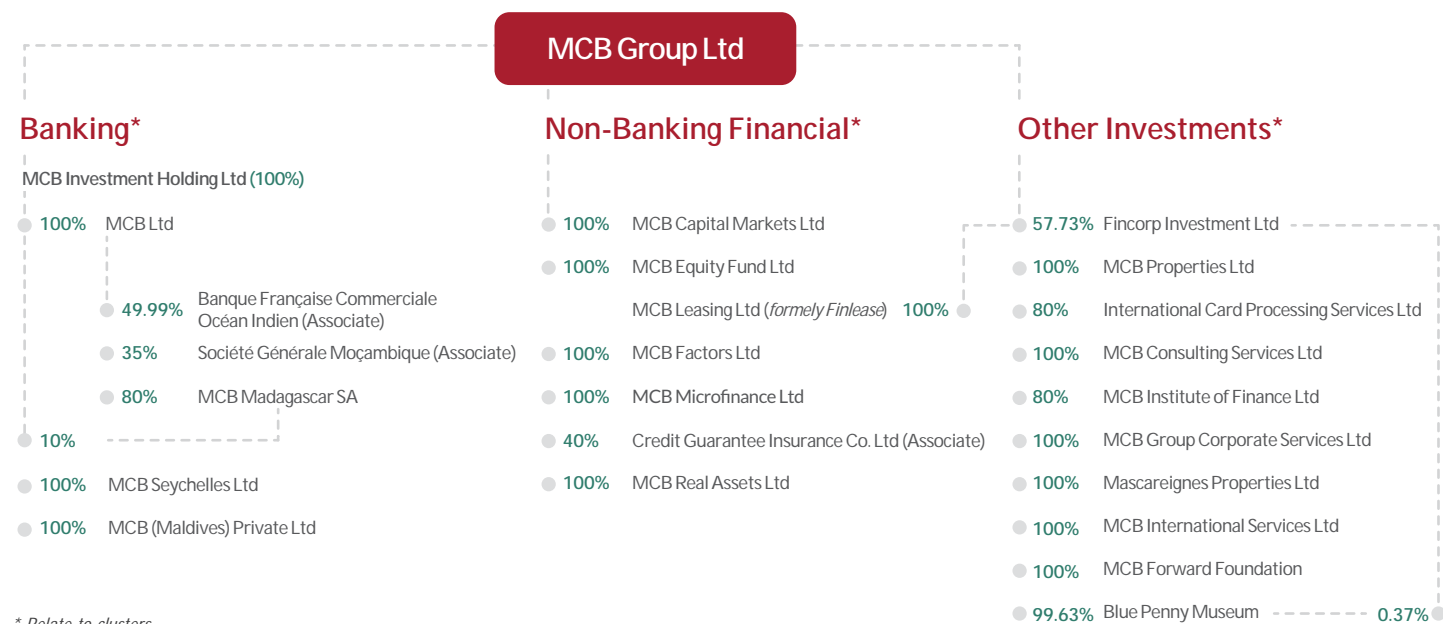 MCB Group Ltd
Banking*
MCB Investment Holding Ltd (100%)
100% MCB Ltd
49.99% Banque Française Commerciale
Océan Indien (Associate)
35% Société Générale Moçambique (Associate)
80% MCB Madagascar SA
10%
100% MCB Seychelles Ltd
100% MCB (Maldives) Private Ltd
Non-Banking Financial*
100% MCB Capital Markets Ltd
100% MCB Equity Fund Ltd
MCB Leasing Ltd (formely Finlease) 100%
100% MCB Factors Ltd
100% MCB Microfinance Ltd
40% Credit Guarantee Insurance Co. Ltd (Associate)
100% MCB Real Assets Ltd
Other Investments*
57.73% Fincorp Investment Ltd
100% MCB Properties Ltd
80% International Card Processing Services Ltd
100% MCB Consulting Services Ltd
80% MCB Institute of Finance Ltd
100% MCB Group Corporate Services Ltd
100% Mascareignes Properties Ltd
100% MCB International Services Ltd
100% MCB Forward Foundation
99.63% Blue Penny Museum 0.37%
* Relate to clusters